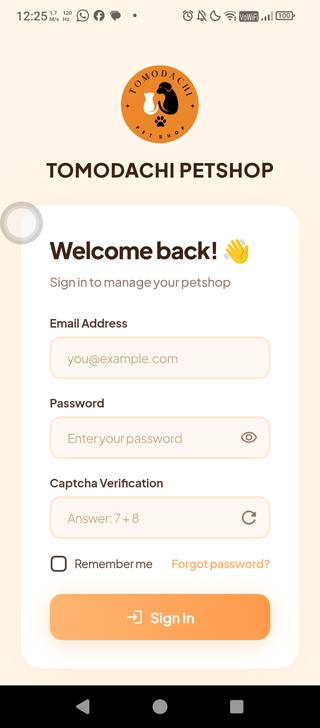 12:25 1.7 M/s 120 Hz VoWiFi 100
TOMODACHI
PET SHOP
TOMODACHI PETSHOP
Welcome back! 👋
Sign in to manage your petshop
Email Address
you@example.com
Password
Enter your password
Captcha Verification
Answer: 7 + 8
Remember me Forgot password?
Sign In